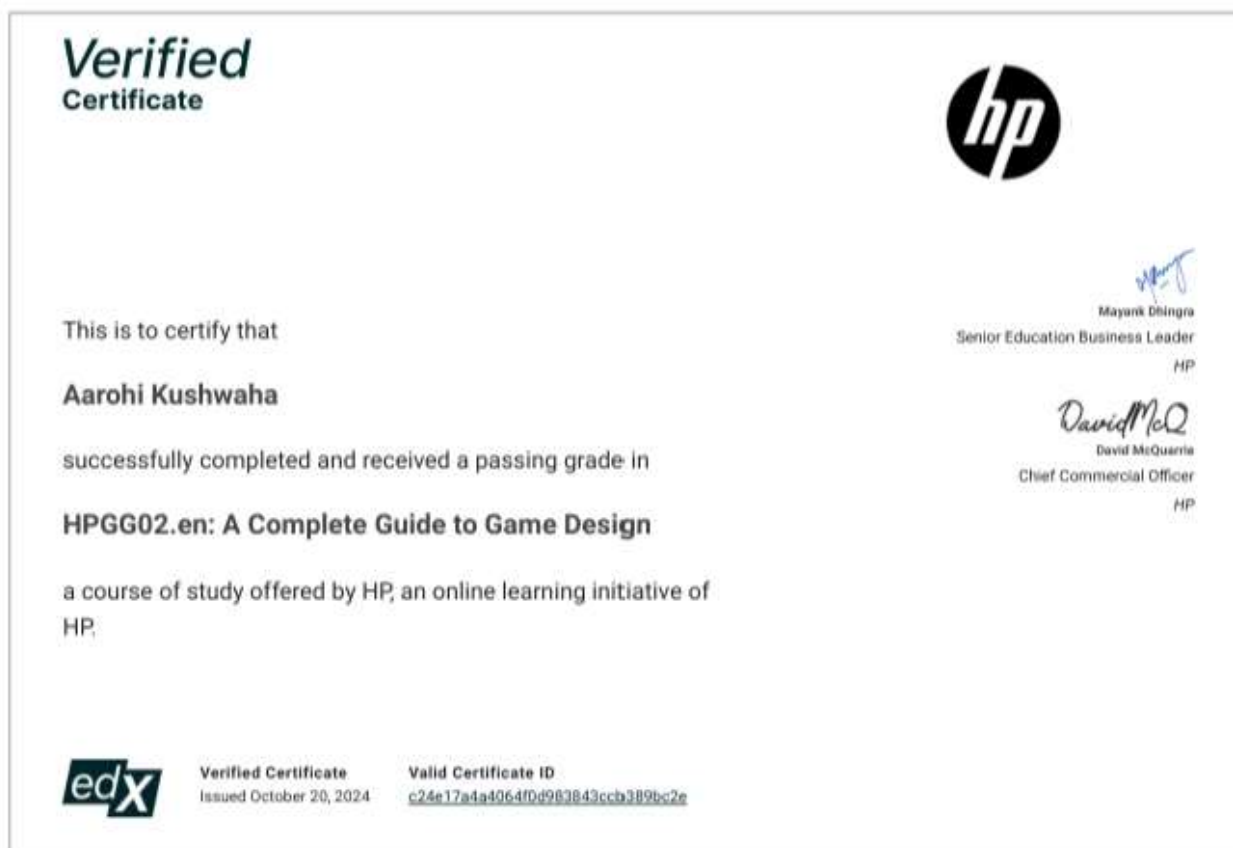 Verified
Certificate
hp
This is to certify that
Aarohi Kushwaha
successfully completed and received a passing grade in
HPGG02.en: A Complete Guide to Game Design
a course of study offered by HP, an online learning initiative of
HP.
Mayank Dhingra
Senior Education Business Leader
HP
DavidMcQ
David McQuarrie
Chief Commercial Officer
HP
edX
Verified Certificate
Issued October 20, 2024
Valid Certificate ID
c24e17a4a4064f0d983843ccb389bc2e